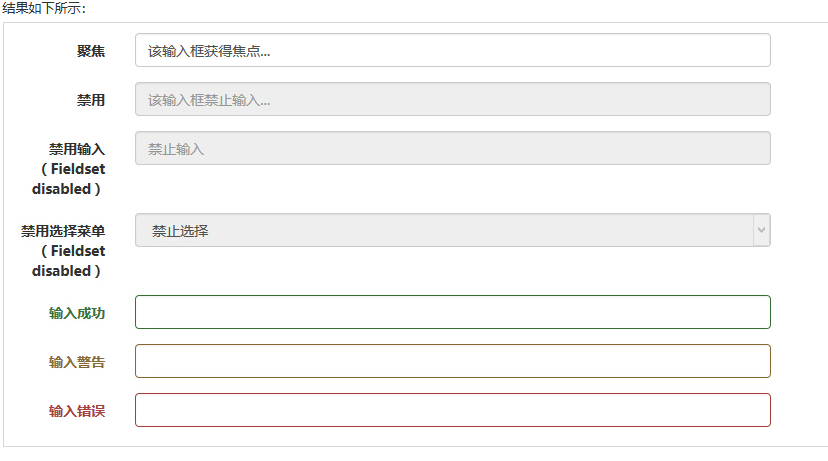 结果如下所示：
聚焦
该输入框获得焦点...
禁用
该输入框禁止输入...
禁用输入
（Fieldset
disabled）
禁止输入
禁用选择菜单
（Fieldset
disabled）
禁止选择
输入成功
输入警告
输入错误